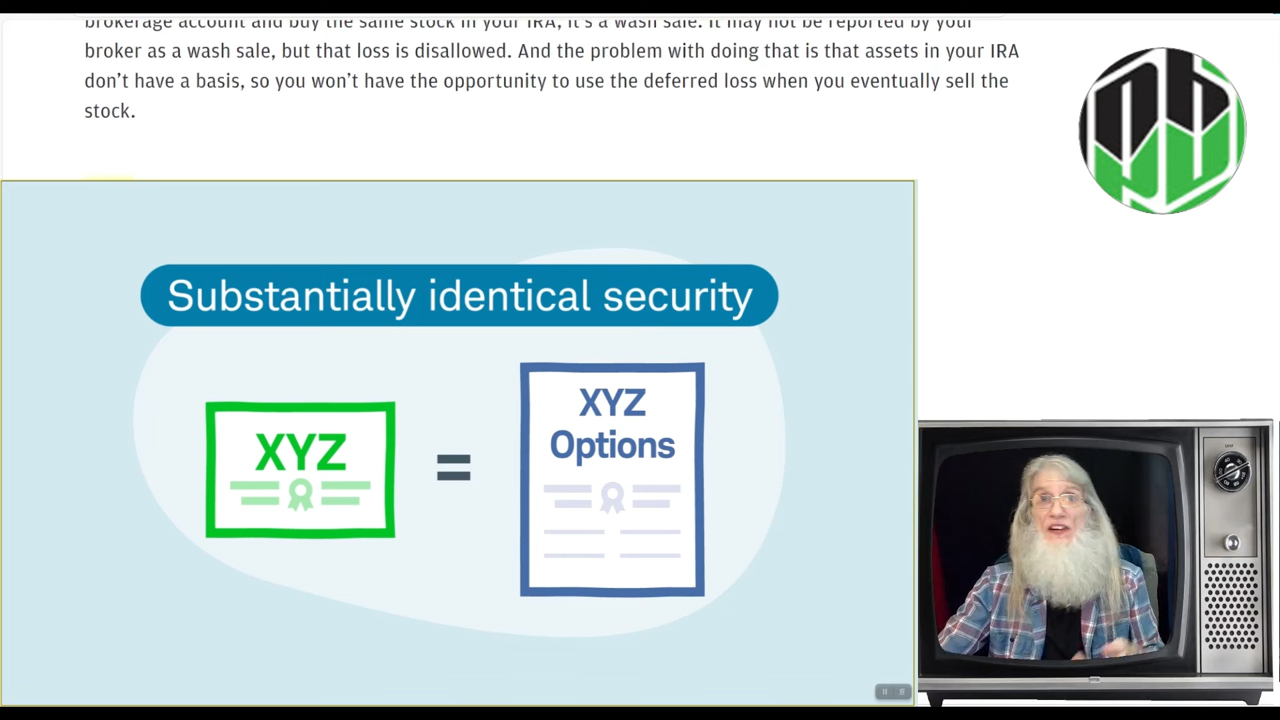 brokerage account and buy the same stock in your IRA, it's a wash sale. It may not be reported by your
broker as a wash sale, but that loss is disallowed. And the problem with doing that is that assets in your IRA
don't have a basis, so you won't have the opportunity to use the deferred loss when you eventually sell the
stock.
Substantially identical security
XYZ
=
XYZ
Options